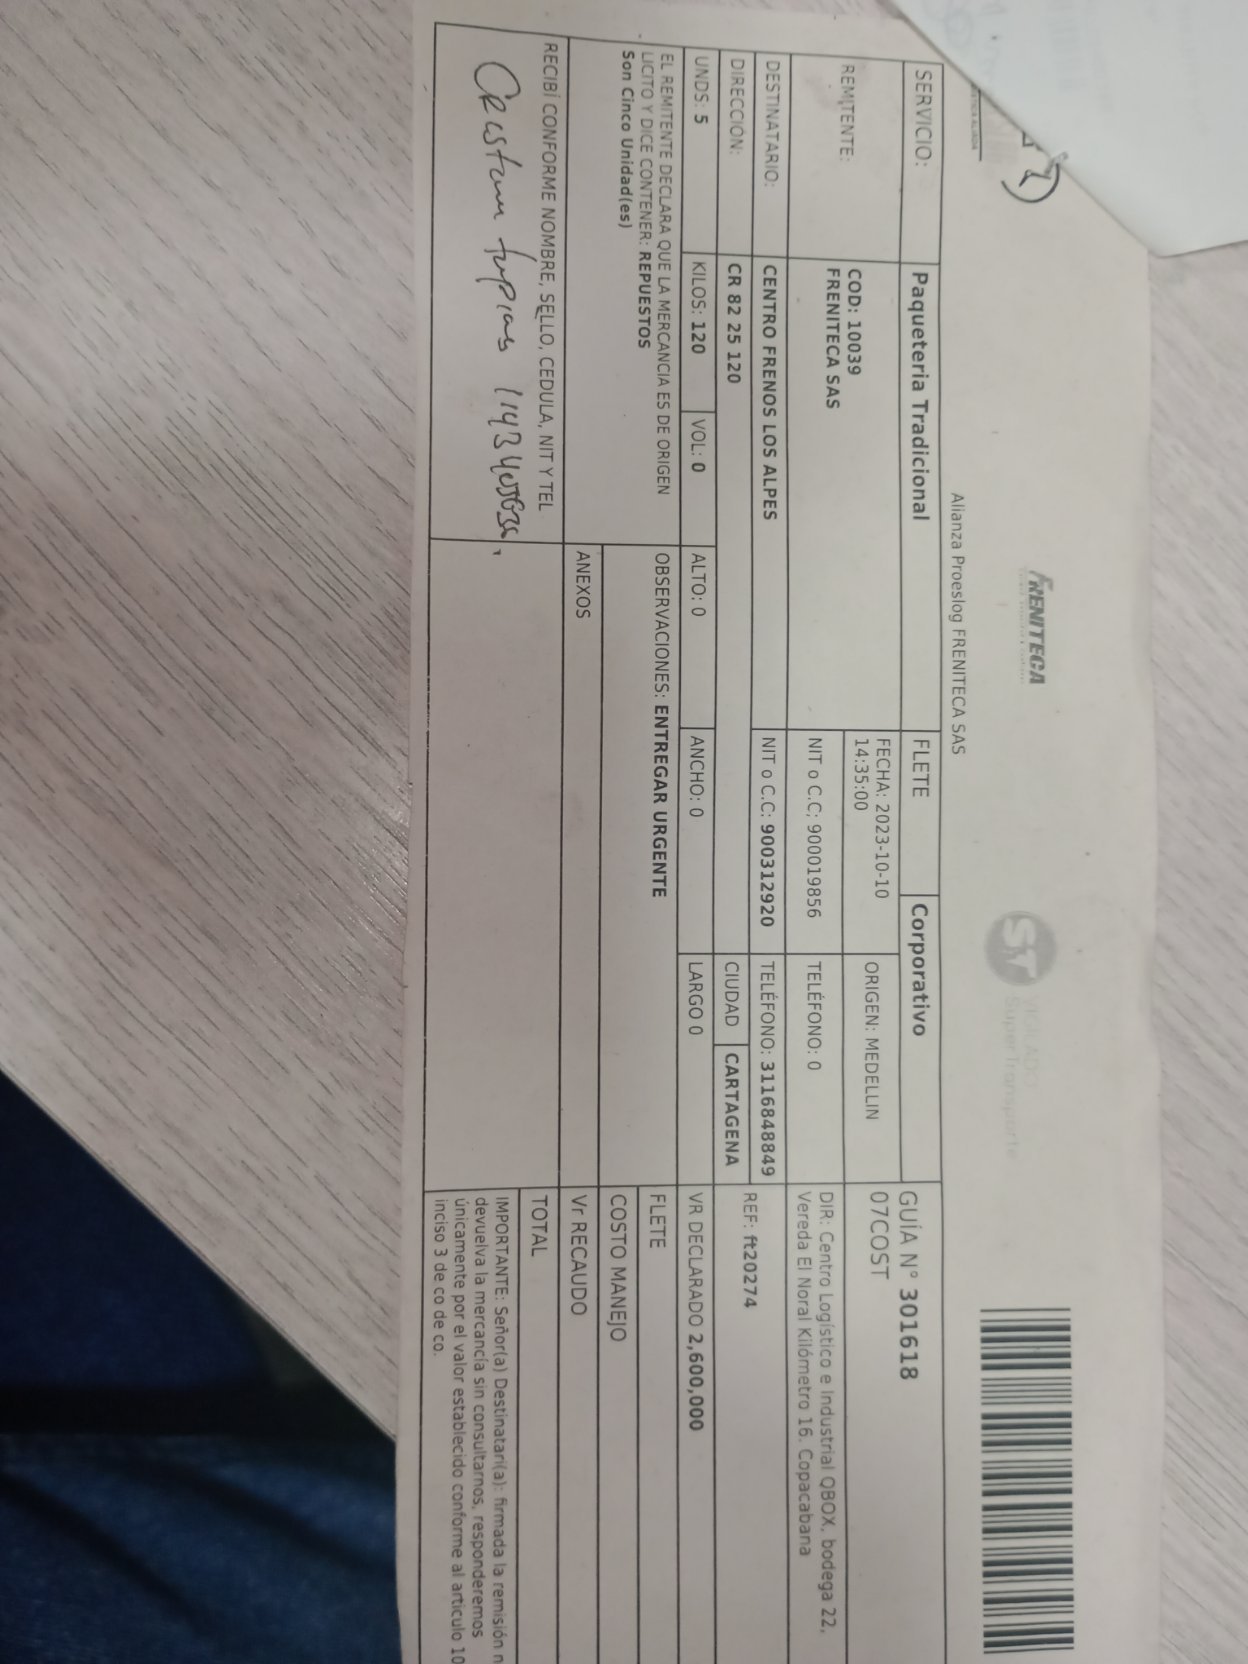 FRENITECA
VIGILADO
SuperTransporte
Alianza Proeslog FRENITECA SAS
SERVICIO: Paqueteria Tradicional FLETE Corporativo
GUÍA N° 301618
07COST
REMITENTE: COD: 10039
FRENITECA SAS
FECHA: 2023-10-10
14:35:00
ORIGEN: MEDELLIN
NIT o C.C: 900019856 TELÉFONO: 0
DIR: Centro Logístico e Industrial QBOX, bodega 22,
Vereda El Noral Kilómetro 16. Copacabana
DESTINATARIO: CENTRO FRENOS LOS ALPES NIT o C.C: 900312920 TELÉFONO: 3116848849
DIRECCIÓN: CR 82 25 120 CIUDAD CARTAGENA REF: ft20274
UNDS: 5 KILOS: 120 VOL: 0 ALTO: 0 ANCHO: 0 LARGO 0 VR DECLARADO 2,600,000
EL REMITENTE DECLARA QUE LA MERCANCIA ES DE ORIGEN
LICITO Y DICE CONTENER: REPUESTOS
Son Cinco Unidad(es)
OBSERVACIONES: ENTREGAR URGENTE
FLETE
COSTO MANEJO
ANEXOS
Vr RECAUDO
RECIBÍ CONFORME NOMBRE, SELLO, CEDULA, NIT Y TEL
TOTAL
IMPORTANTE: Señor(a) Destinatari(a): firmada la remisión n
devuelva la mercancía sin consultarnos, responderemos
únicamente por el valor establecido conforme al artículo 10
inciso 3 de co de co.